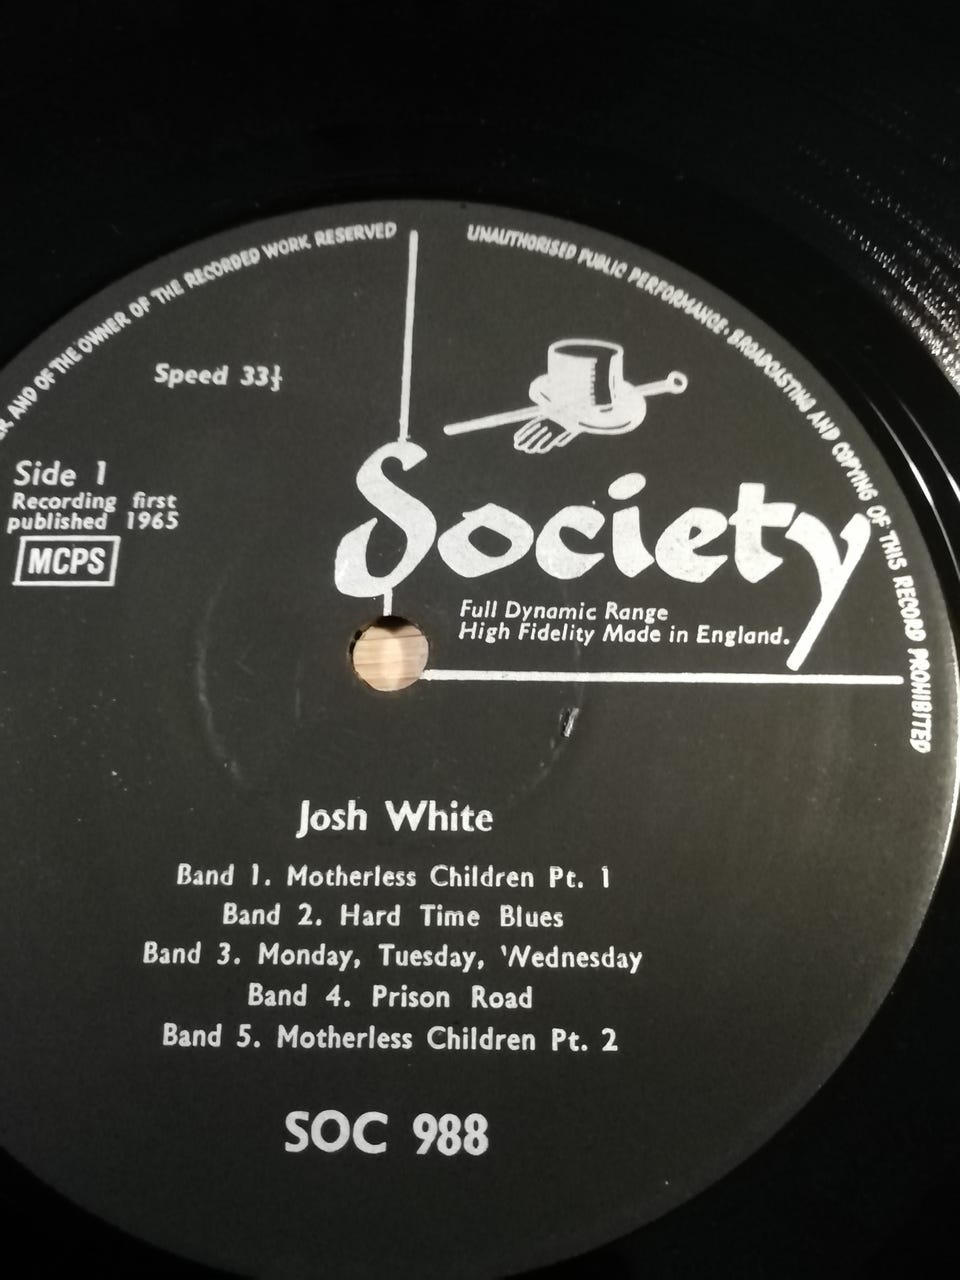 AND OF THE OWNER OF THE RECORDED WORK RESERVED
UNAUTHORISED PUBLIC PERFORMANCE · BROADCASTING AND COPYING OF THIS RECORD PROHIBITED
Speed 33⅓
Side 1
Recording first
published 1965
MCPS
Society
Full Dynamic Range
High Fidelity Made in England.
Josh White
Band 1. Motherless Children Pt. 1
Band 2. Hard Time Blues
Band 3. Monday, Tuesday, Wednesday
Band 4. Prison Road
Band 5. Motherless Children Pt. 2
SOC 988